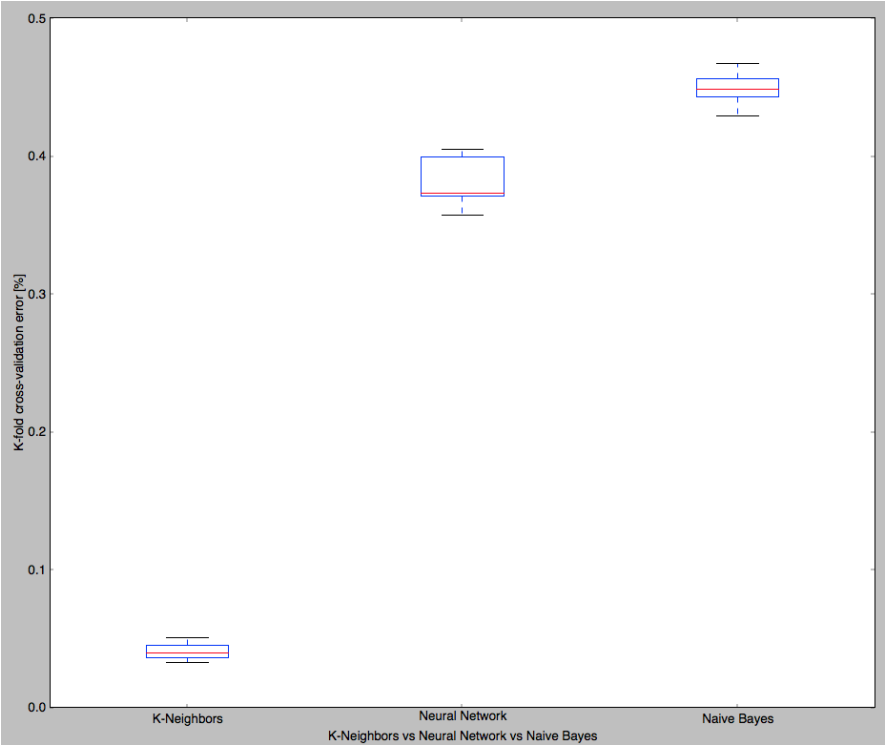 0.5
0.4
0.3
0.2
0.1
0.0
K-fold cross-validation error [%]
K-Neighbors
Neural Network
Naive Bayes
K-Neighbors vs Neural Network vs Naive Bayes